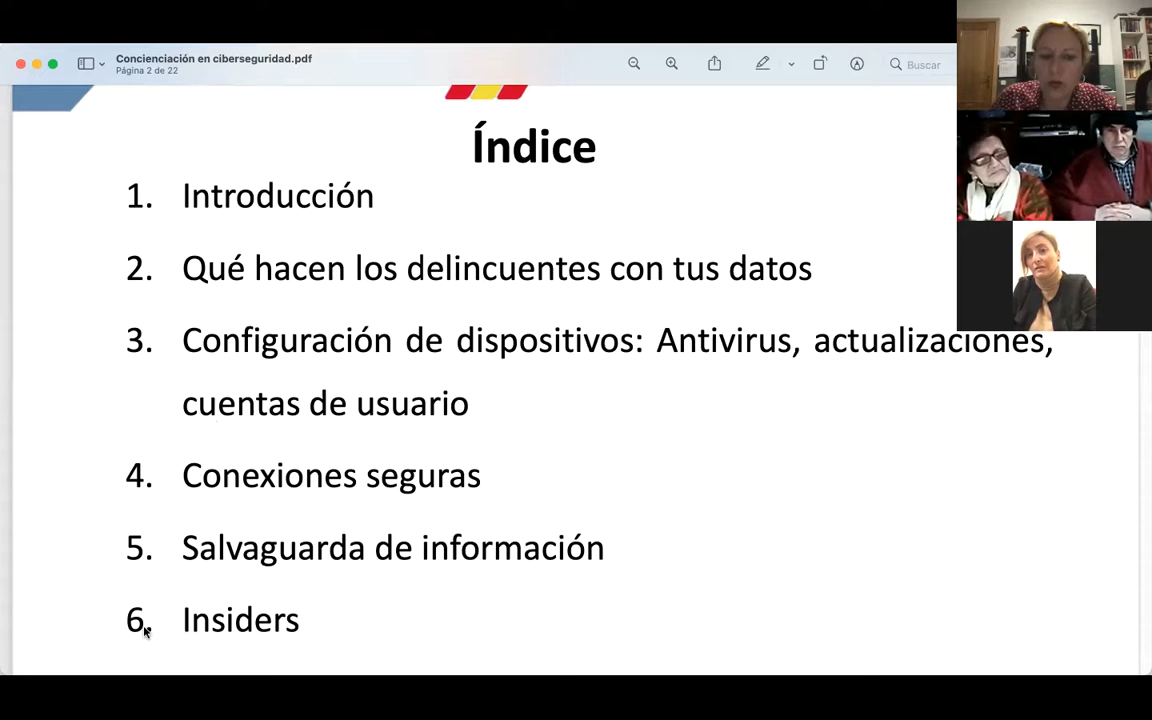 Concienciación en ciberseguridad.pdf
Página 2 de 22
Buscar
Índice
1. Introducción
2. Qué hacen los delincuentes con tus datos
3. Configuración de dispositivos: Antivirus, actualizaciones,
cuentas de usuario
4. Conexiones seguras
5. Salvaguarda de información
6. Insiders